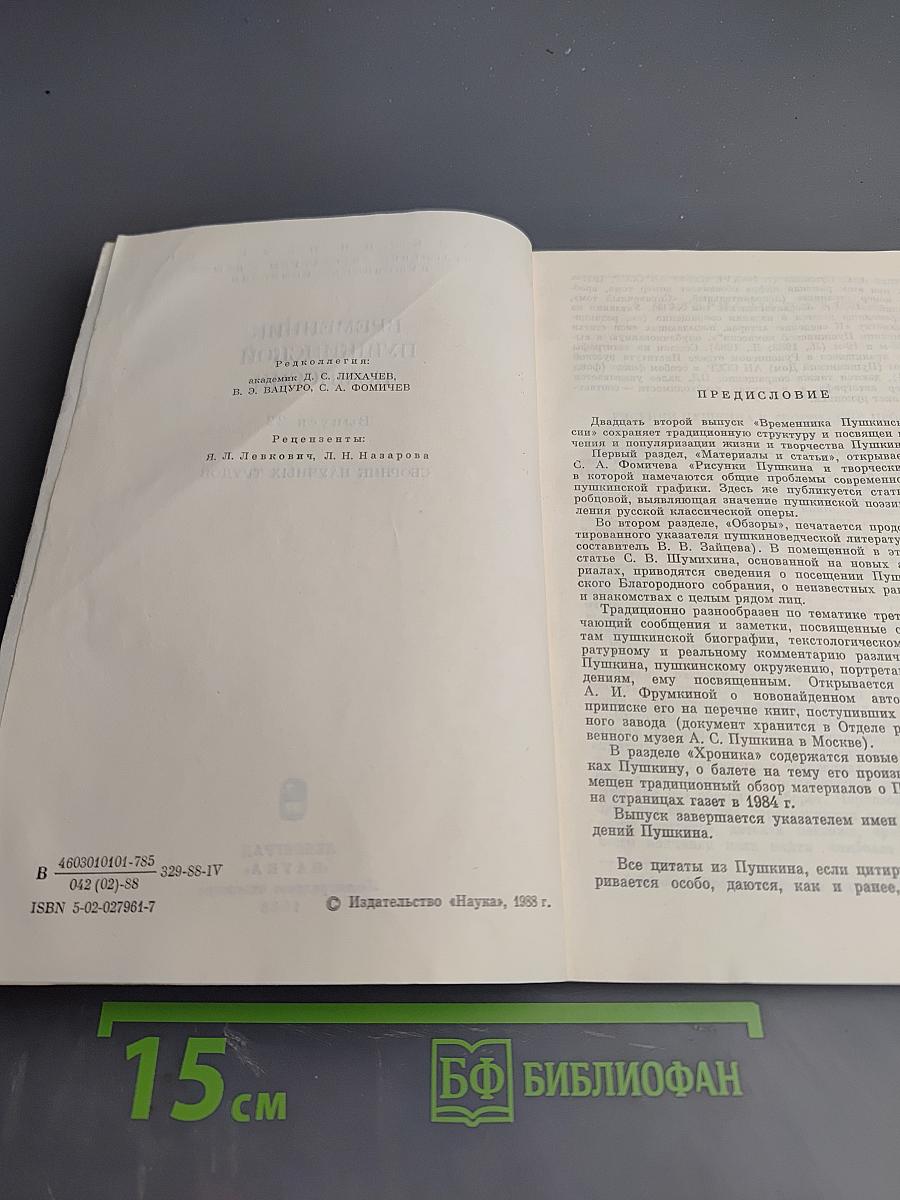 Редколлегия:
академик Д. С. ЛИХАЧЕВ,
В. Э. ВАЦУРО, С. А. ФОМИЧЕВ
Рецензенты:
Я. Л. Левкович, Л. Н. Назарова
В 4603010101-785 329-88-IV
042 (02)-88
ISBN 5-02-027961-7
© Издательство «Наука», 1988 г.
ПРЕДИСЛОВИЕ
Двадцать второй выпуск «Временника Пушкинс
сии» сохраняет традиционную структуру и посвящен
чения и популяризации жизни и творчества Пушки
Первый раздел, «Материалы и статьи», открывае
С. А. Фомичева «Рисунки Пушкина и творчески
в которой намечаются общие проблемы современно
пушкинской графики. Здесь же публикуется стат
робцовой, выявляющая значение пушкинской поэзи
ления русской классической оперы.
Во втором разделе, «Обзоры», печатается продо
тированного указателя пушкиноведческой литерату
составитель В. В. Зайцева). В помещенной в эт
статье С. В. Шумихина, основанной на новых а
риалах, приводятся сведения о посещении Пуш
ского Благородного собрания, о неизвестных ра
и знакомствах с целым рядом лиц.
Традиционно разнообразен по тематике трет
чающий сообщения и заметки, посвященные с
там пушкинской биографии, текстологическом
ратурному и реальному комментарию различ
Пушкина, пушкинскому окружению, портрета
дениям, ему посвященным. Открывается
А. И. Фрумкиной о новонайденном авто
приписке его на перечне книг, поступивших
ного завода (документ хранится в Отделе р
венного музея А. С. Пушкина в Москве).
В разделе «Хроника» содержатся новые
ках Пушкину, о балете на тему его произ
мещен традиционный обзор материалов о П
на страницах газет в 1984 г.
Выпуск завершается указателем имен
дений Пушкина.
Все цитаты из Пушкина, если цитир
ривается особо, даются, как и ранее,
15 см
БФ БИБЛИОФАН